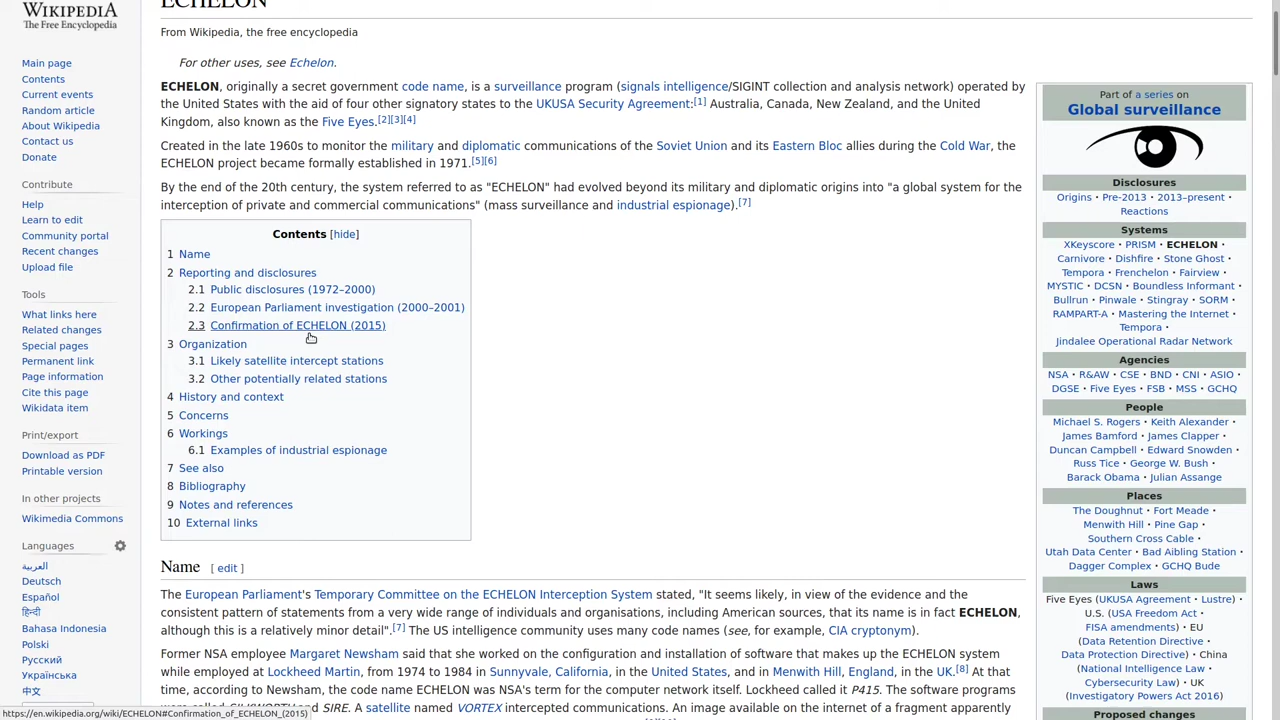 WIKIPEDIA
The Free Encyclopedia
Main page
Contents
Current events
Random article
About Wikipedia
Contact us
Donate
Contribute
Help
Learn to edit
Community portal
Recent changes
Upload file
Tools
What links here
Related changes
Special pages
Permanent link
Page information
Cite this page
Wikidata item
Print/export
Download as PDF
Printable version
In other projects
Wikimedia Commons
Languages
العربية
Deutsch
Español
हिन्दी
Bahasa Indonesia
Polski
Русский
Українська
中文
https://en.wikipedia.org/wiki/ECHELON#Confirmation_of_ECHELON_(2015)
ECHELON
From Wikipedia, the free encyclopedia
For other uses, see Echelon.
ECHELON, originally a secret government code name, is a surveillance program (signals intelligence/SIGINT collection and analysis network) operated by
the United States with the aid of four other signatory states to the UKUSA Security Agreement:[1] Australia, Canada, New Zealand, and the United
Kingdom, also known as the Five Eyes.[2][3][4]
Created in the late 1960s to monitor the military and diplomatic communications of the Soviet Union and its Eastern Bloc allies during the Cold War, the
ECHELON project became formally established in 1971.[5][6]
By the end of the 20th century, the system referred to as "ECHELON" had evolved beyond its military and diplomatic origins into "a global system for the
interception of private and commercial communications" (mass surveillance and industrial espionage).[7]
Contents [hide]
1 Name
2 Reporting and disclosures
2.1 Public disclosures (1972–2000)
2.2 European Parliament investigation (2000–2001)
2.3 Confirmation of ECHELON (2015)
3 Organization
3.1 Likely satellite intercept stations
3.2 Other potentially related stations
4 History and context
5 Concerns
6 Workings
6.1 Examples of industrial espionage
7 See also
8 Bibliography
9 Notes and references
10 External links
Name [ edit ]
The European Parliament's Temporary Committee on the ECHELON Interception System stated, "It seems likely, in view of the evidence and the
consistent pattern of statements from a very wide range of individuals and organisations, including American sources, that its name is in fact ECHELON,
although this is a relatively minor detail".[7] The US intelligence community uses many code names (see, for example, CIA cryptonym).
Former NSA employee Margaret Newsham said that she worked on the configuration and installation of software that makes up the ECHELON system
while employed at Lockheed Martin, from 1974 to 1984 in Sunnyvale, California, in the United States, and in Menwith Hill, England, in the UK.[8] At that
time, according to Newsham, the code name ECHELON was NSA's term for the computer network itself. Lockheed called it P415. The software programs
were called SILKWORTH and SIRE. A satellite named VORTEX intercepted communications. An image available on the internet of a fragment apparently
Part of a series on
Global surveillance
Disclosures
Origins · Pre-2013 · 2013–present ·
Reactions
Systems
XKeyscore · PRISM · ECHELON ·
Carnivore · Dishfire · Stone Ghost ·
Tempora · Frenchelon · Fairview ·
MYSTIC · DCSN · Boundless Informant ·
Bullrun · Pinwale · Stingray · SORM ·
RAMPART-A · Mastering the Internet ·
Tempora ·
Jindalee Operational Radar Network
Agencies
NSA · R&AW · CSE · BND · CNI · ASIO ·
DGSE · Five Eyes · FSB · MSS · GCHQ
People
Michael S. Rogers · Keith Alexander ·
James Bamford · James Clapper ·
Duncan Campbell · Edward Snowden ·
Russ Tice · George W. Bush ·
Barack Obama · Julian Assange
Places
The Doughnut · Fort Meade ·
Menwith Hill · Pine Gap ·
Southern Cross Cable ·
Utah Data Center · Bad Aibling Station ·
Dagger Complex · GCHQ Bude
Laws
Five Eyes (UKUSA Agreement · Lustre) ·
U.S. (USA Freedom Act ·
FISA amendments) · EU
(Data Retention Directive ·
Data Protection Directive) · China
(National Intelligence Law ·
Cybersecurity Law) · UK
(Investigatory Powers Act 2016)
Proposed changes